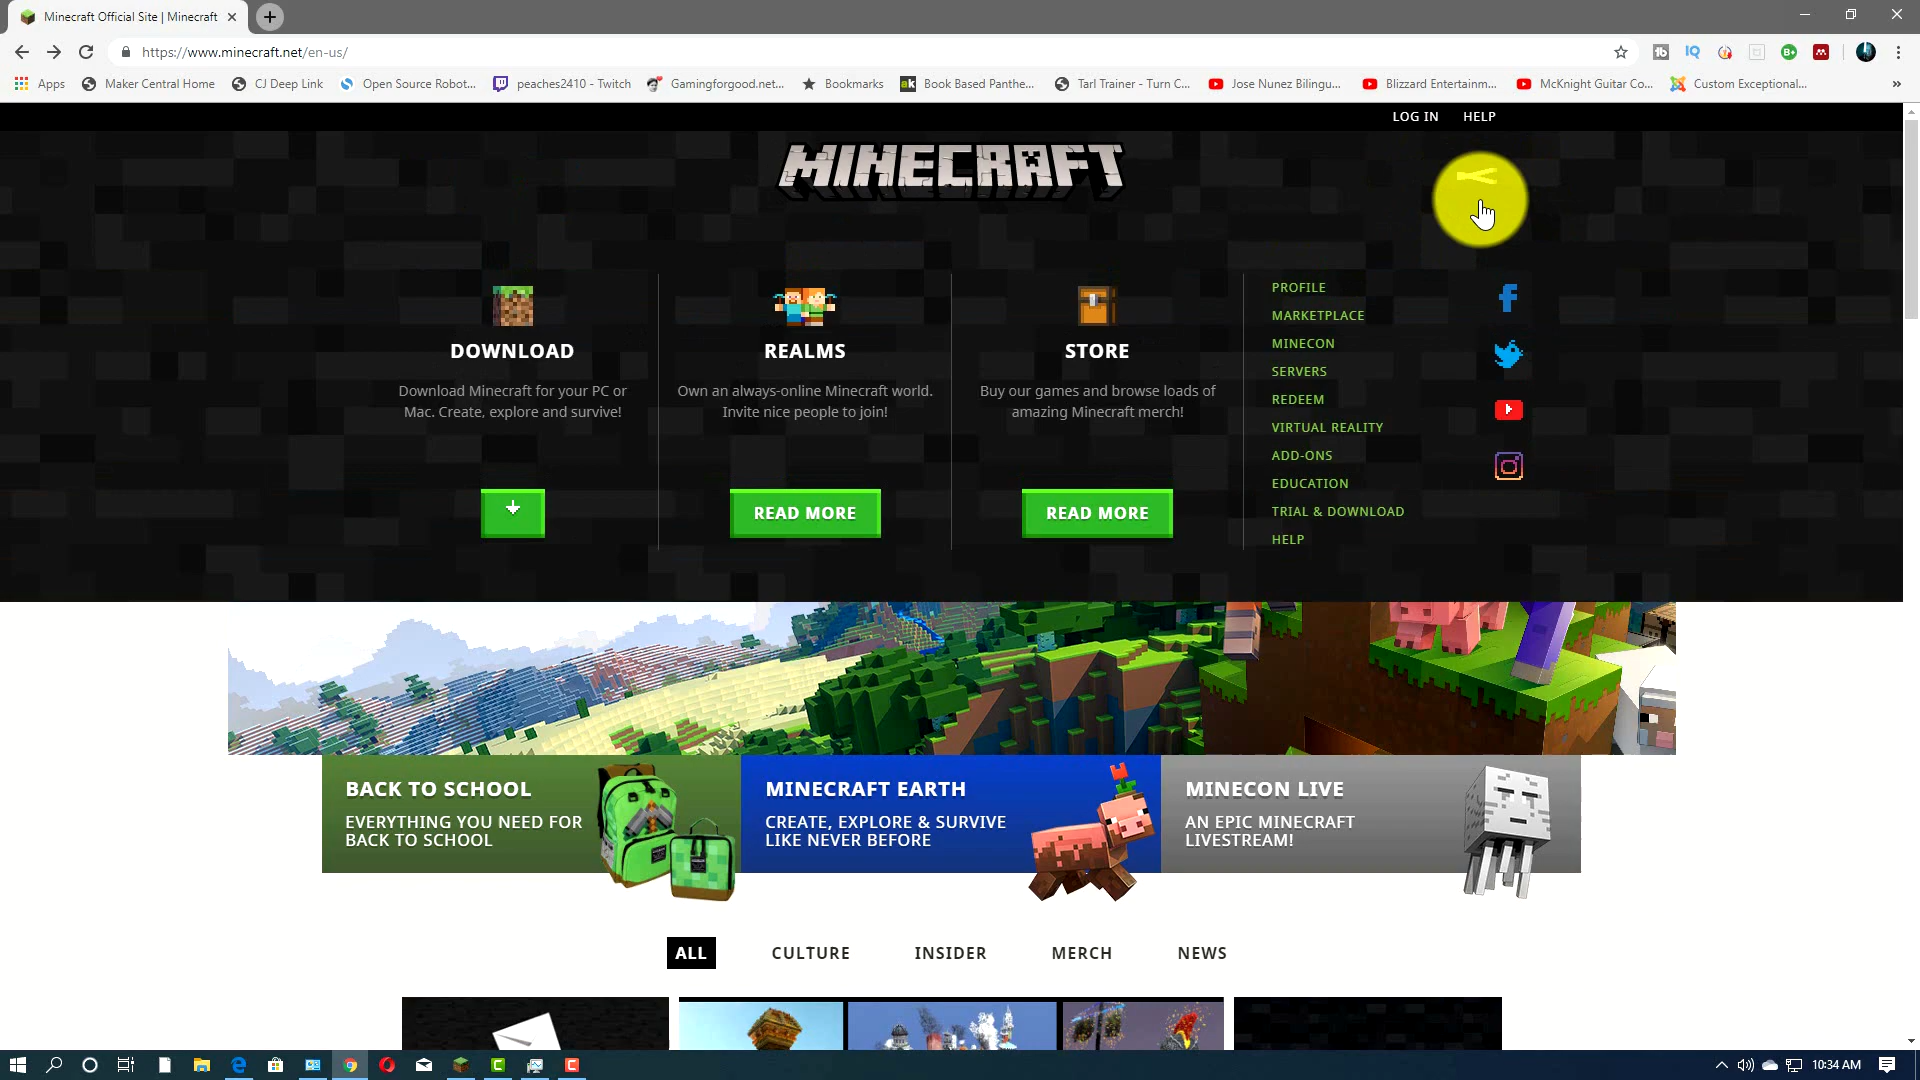 Minecraft Official Site | Minecraft
https://www.minecraft.net/en-us/
Apps
Maker Central Home
CJ Deep Link
Open Source Robot...
peaches2410 - Twitch
Gamingforgood.net...
Bookmarks
Book Based Panthe...
Tarl Trainer - Turn C...
Jose Nunez Bilingu...
Blizzard Entertainm...
McKnight Guitar Co...
Custom Exceptional...
LOG IN
HELP
MINECRAFT
DOWNLOAD
Download Minecraft for your PC or
Mac. Create, explore and survive!
REALMS
Own an always-online Minecraft world.
Invite nice people to join!
READ MORE
STORE
Buy our games and browse loads of
amazing Minecraft merch!
READ MORE
PROFILE
MARKETPLACE
MINECON
SERVERS
REDEEM
VIRTUAL REALITY
ADD-ONS
EDUCATION
TRIAL & DOWNLOAD
HELP
BACK TO SCHOOL
EVERYTHING YOU NEED FOR
BACK TO SCHOOL
MINECRAFT EARTH
CREATE, EXPLORE & SURVIVE
LIKE NEVER BEFORE
MINECON LIVE
AN EPIC MINECRAFT
LIVESTREAM!
ALL
CULTURE
INSIDER
MERCH
NEWS
10:34 AM